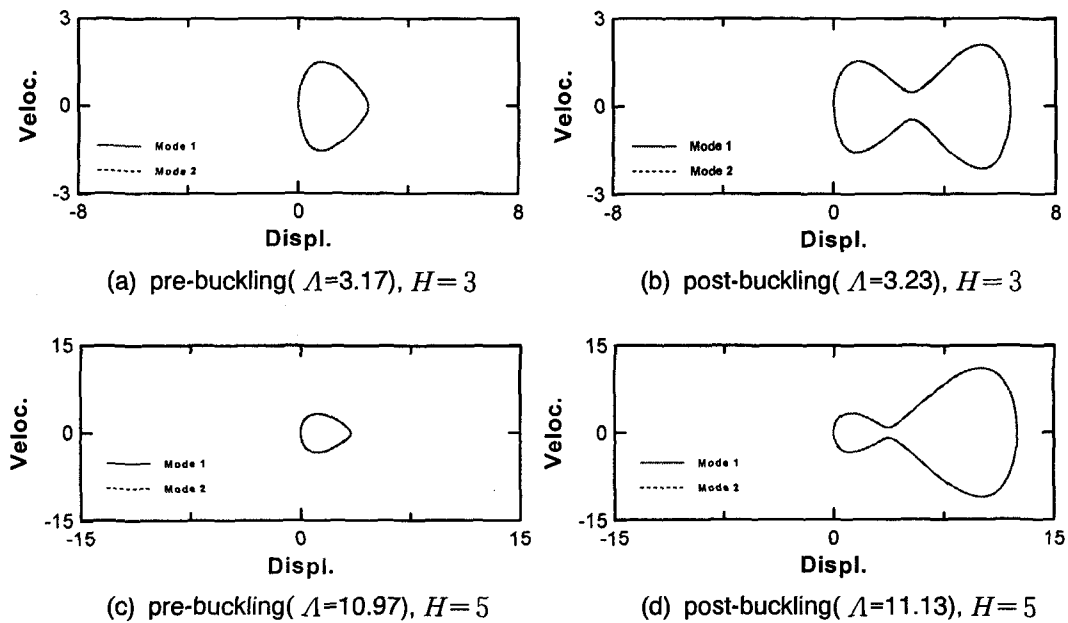 3
0
-3
Veloc.
Mode 1
Mode 2
-8
0
8
Displ.
(a) pre-buckling( Λ=3.17), H=3
3
0
-3
Veloc.
Mode 1
Mode 2
-8
0
8
Displ.
(b) post-buckling( Λ=3.23), H=3
15
0
-15
Veloc.
Mode 1
Mode 2
-15
0
15
Displ.
(c) pre-buckling( Λ=10.97), H=5
15
0
-15
Veloc.
Mode 1
Mode 2
-15
0
15
Displ.
(d) post-buckling( Λ=11.13), H=5